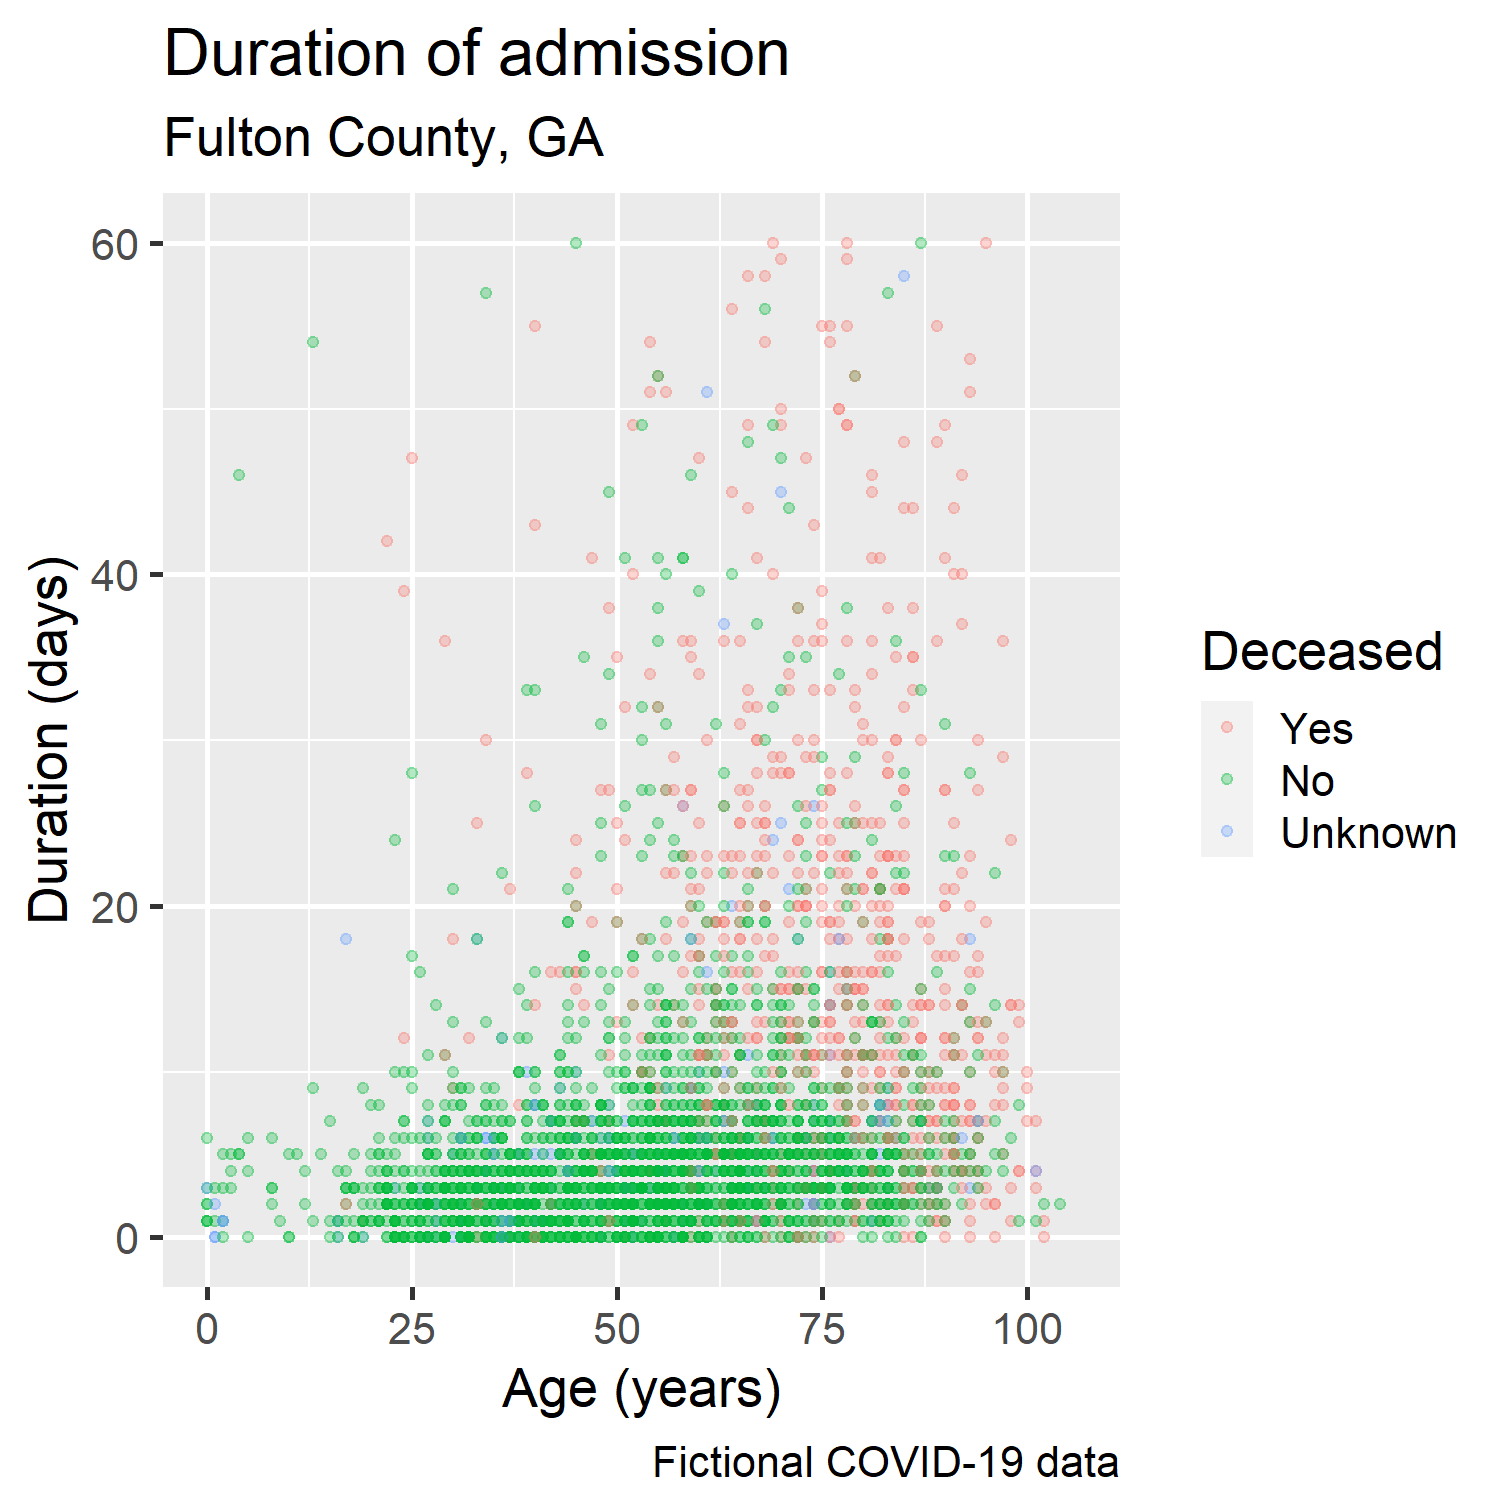 Duration of admission
Fulton County, GA
60
40
20
0
Duration (days)
0 25 50 75 100
Age (years)
Deceased
Yes
No
Unknown
Fictional COVID-19 data